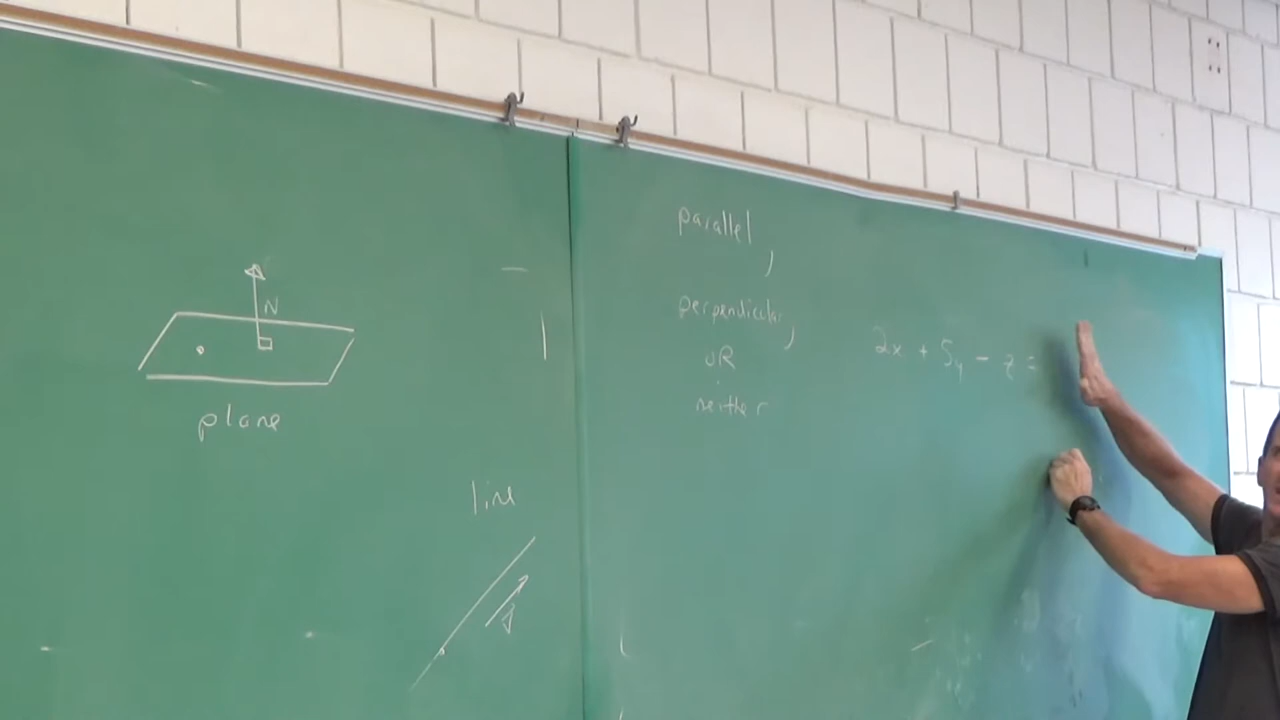 N
plane
line
parallel,
perpendicular,
OR
neither
2x + 5y - z =